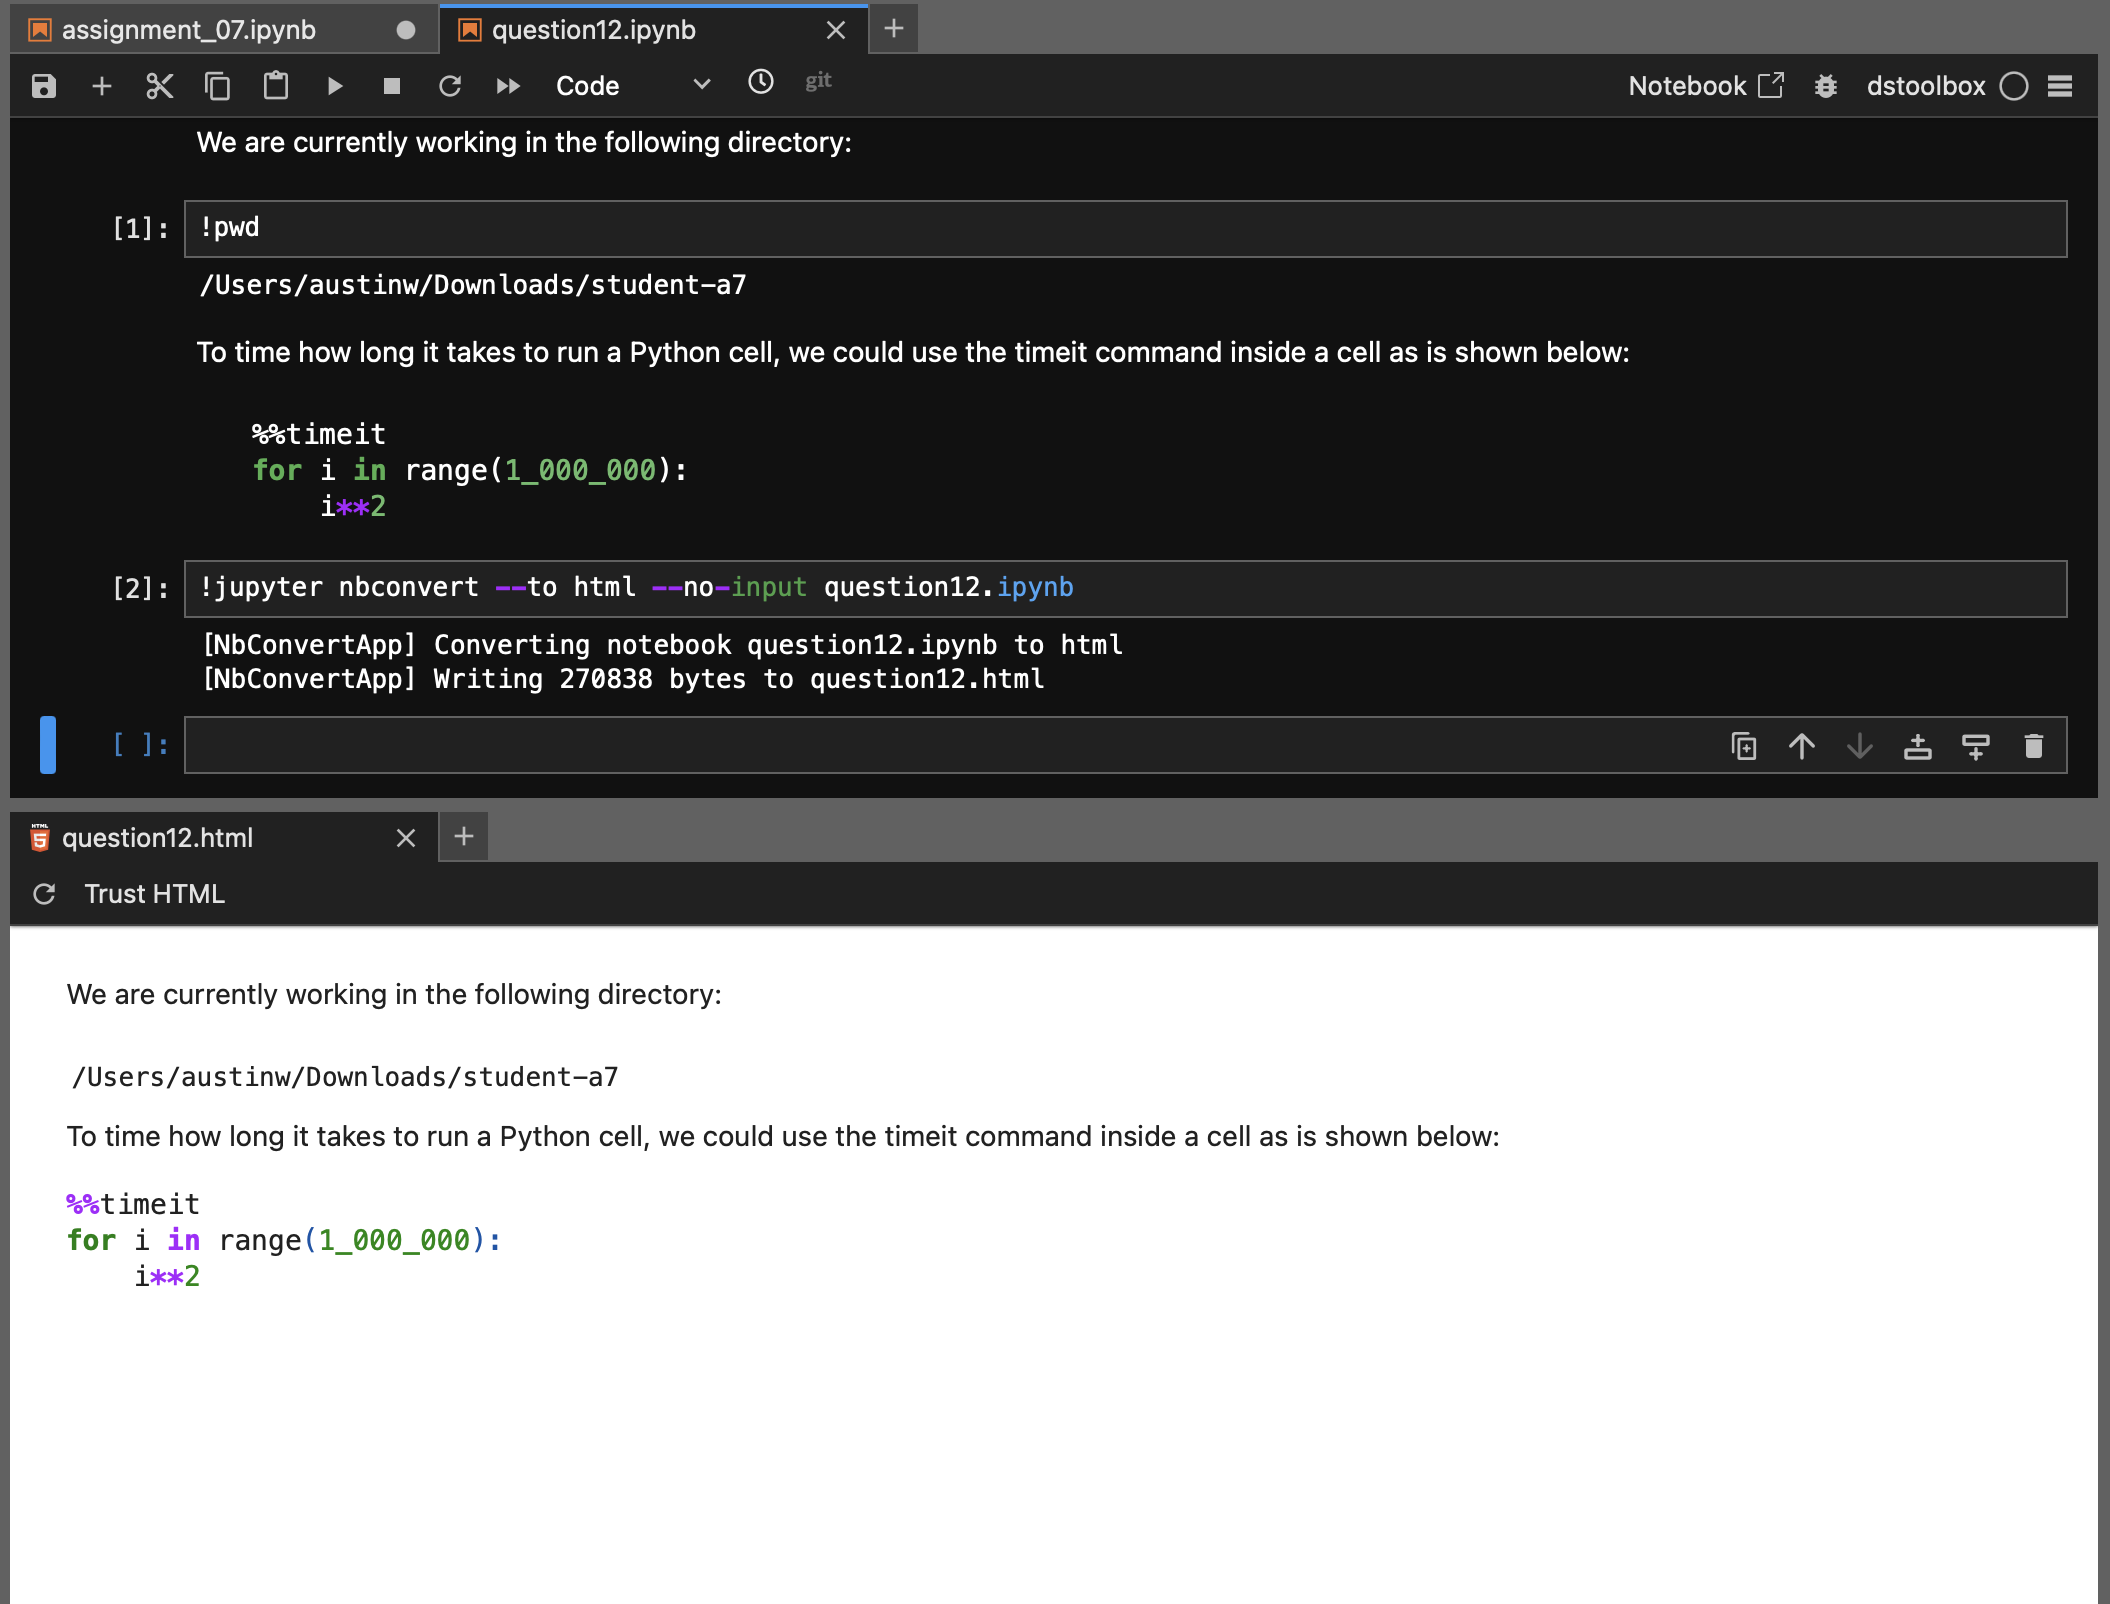 assignment_07.ipynb
question12.ipynb
Code
git
Notebook
dstoolbox
We are currently working in the following directory:
[1]:
!pwd
/Users/austinw/Downloads/student-a7
To time how long it takes to run a Python cell, we could use the timeit command inside a cell as is shown below:
%%timeit
for i in range(1_000_000):
    i**2
[2]:
!jupyter nbconvert --to html --no-input question12.ipynb
[NbConvertApp] Converting notebook question12.ipynb to html
[NbConvertApp] Writing 270838 bytes to question12.html
[ ]:
question12.html
Trust HTML
We are currently working in the following directory:
/Users/austinw/Downloads/student-a7
To time how long it takes to run a Python cell, we could use the timeit command inside a cell as is shown below:
%%timeit
for i in range(1_000_000):
    i**2